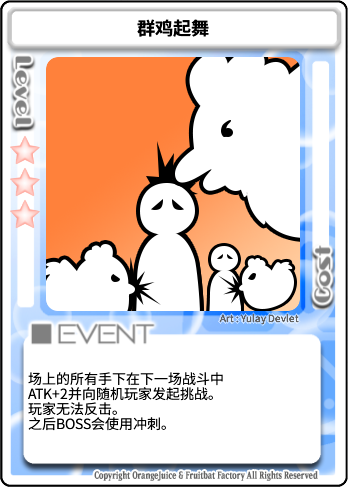 群鸡起舞
Level
Cost
Art : Yulay Devlet
EVENT
场上的所有手下在下一场战斗中
ATK+2并向随机玩家发起挑战。
玩家无法反击。
之后BOSS会使用冲刺。
Copyright OrangeJuice & Fruitbat Factory All Rights Reserved